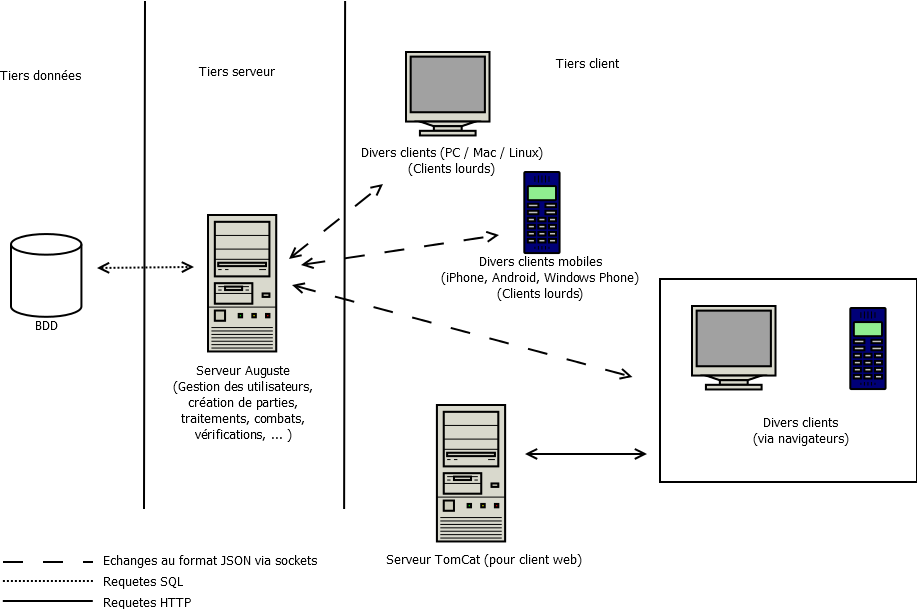 Tiers données
Tiers serveur
Tiers client
Divers clients (PC / Mac / Linux)
(Clients lourds)
Divers clients mobiles
(iPhone, Android, Windows Phone)
(Clients lourds)
BDD
Serveur Auguste
(Gestion des utilisateurs,
création de parties,
traitements, combats,
vérifications, ... )
Divers clients
(via navigateurs)
Serveur TomCat (pour client web)
Echanges au format JSON via sockets
Requetes SQL
Requetes HTTP